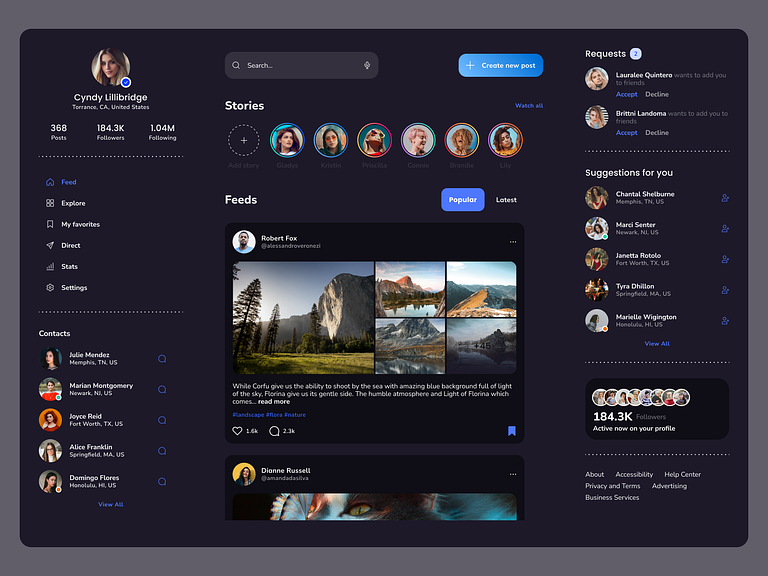 Cyndy Lillibridge
Torrance, CA, United States
368
Posts
184.3K
Followers
1.04M
Following
Feed
Explore
My favorites
Direct
Stats
Settings
Contacts
Julie Mendez
Memphis, TN, US
Marian Montgomery
Newark, NJ, US
Joyce Reid
Fort Worth, TX, US
Alice Franklin
Springfield, MA, US
Domingo Flores
Honolulu, HI, US
View All
Search...
Create new post
Stories
Watch all
Add story
Gladys
Kristin
Priscilla
Connie
Brandie
Lily
Feeds
Popular
Latest
Robert Fox
@alessandroveronezi
While Corfu give us the ability to shoot by the sea with amazing blue background full of light
of the sky, Florina give us its gentle side. The humble atmosphere and Light of Florina which
comes... read more
#landscape #flora #nature
1.6k
2.3k
Dianne Russell
@amandadasilva
Requests 2
Lauralee Quintero wants to add you
to friends
Accept Decline
Brittni Landoma wants to add you to
friends
Accept Decline
Suggestions for you
Chantal Shelburne
Memphis, TN, US
Marci Senter
Newark, NJ, US
Janetta Rotolo
Fort Worth, TX, US
Tyra Dhillon
Springfield, MA, US
Marielle Wigington
Honolulu, HI, US
View All
184.3K Followers
Active now on your profile
About Accessibility Help Center
Privacy and Terms Advertising
Business Services